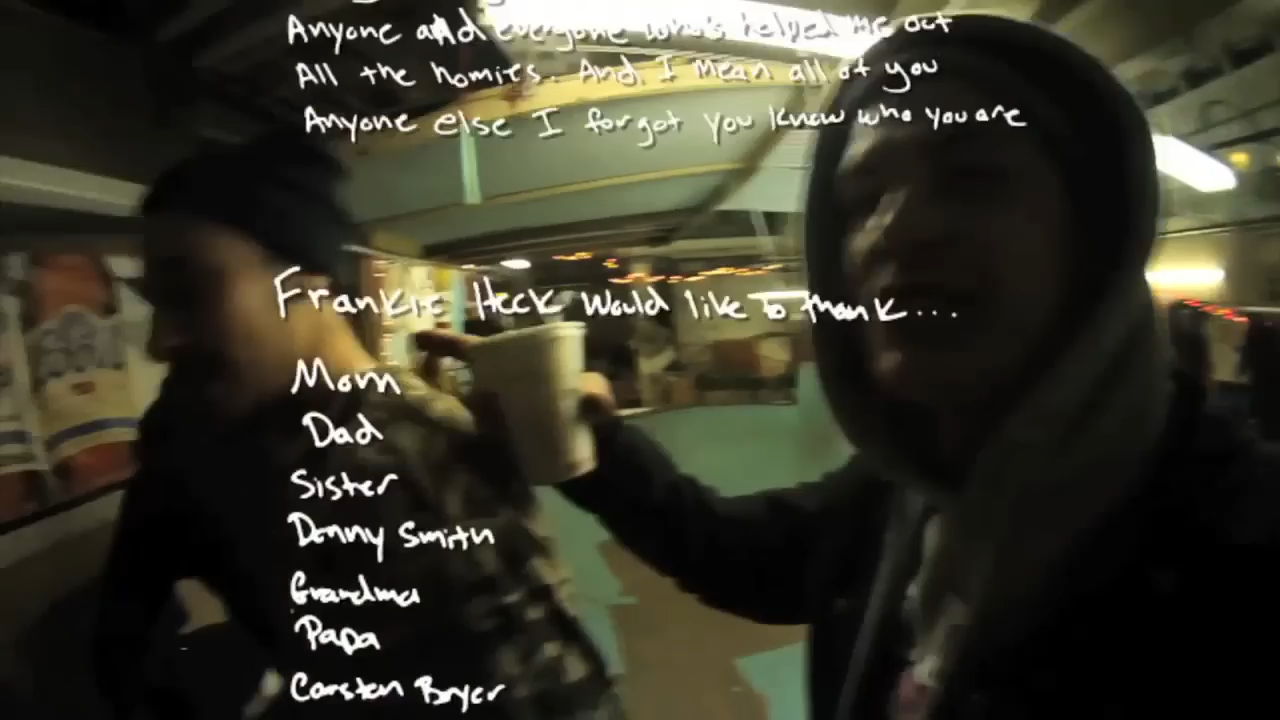 Anyone and everyone who's helped me out
All the homies. And I mean all of you
Anyone else I forgot you know who you are
Frankie Heck would like to thank...
Mom
Dad
Sister
Donny Smith
Grandma
Papa
Carsten Bryer